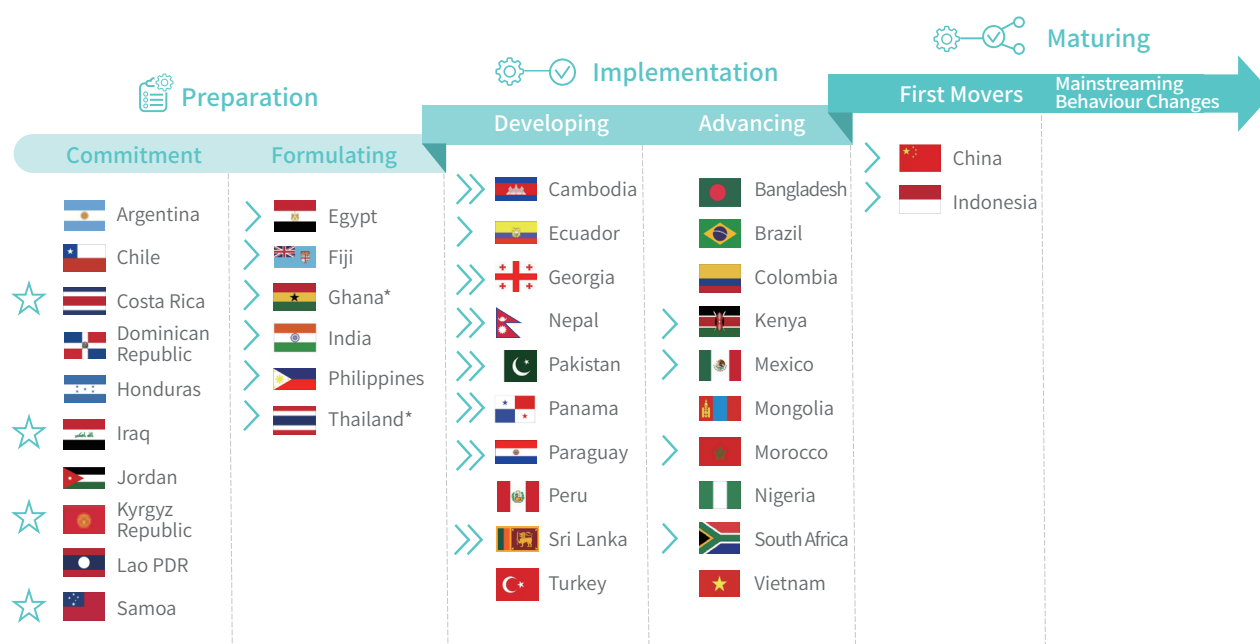 Preparation
Commitment
Formulating
Argentina
Chile
Costa Rica
Dominican
Republic
Honduras
Iraq
Jordan
Kyrgyz
Republic
Lao PDR
Samoa
Egypt
Fiji
Ghana*
India
Philippines
Thailand*
Implementation
Developing
Advancing
Cambodia
Ecuador
Georgia
Nepal
Pakistan
Panama
Paraguay
Peru
Sri Lanka
Turkey
Bangladesh
Brazil
Colombia
Kenya
Mexico
Mongolia
Morocco
Nigeria
South Africa
Vietnam
Maturing
First Movers
Mainstreaming
Behaviour Changes
China
Indonesia